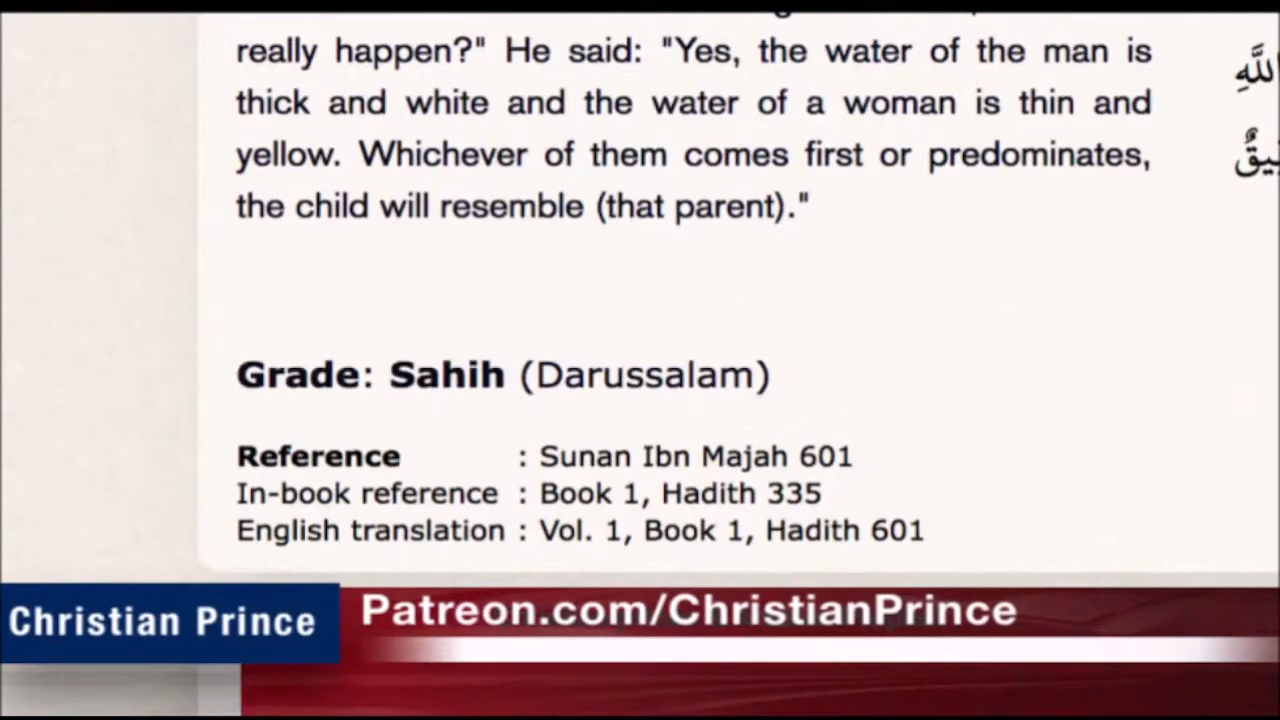 really happen?" He said: "Yes, the water of the man is
thick and white and the water of a woman is thin and
yellow. Whichever of them comes first or predominates,
the child will resemble (that parent)."
اللَّهِ
Grade: Sahih (Darussalam)
Reference : Sunan Ibn Majah 601
In-book reference : Book 1, Hadith 335
English translation : Vol. 1, Book 1, Hadith 601
Christian Prince
Patreon.com/ChristianPrince